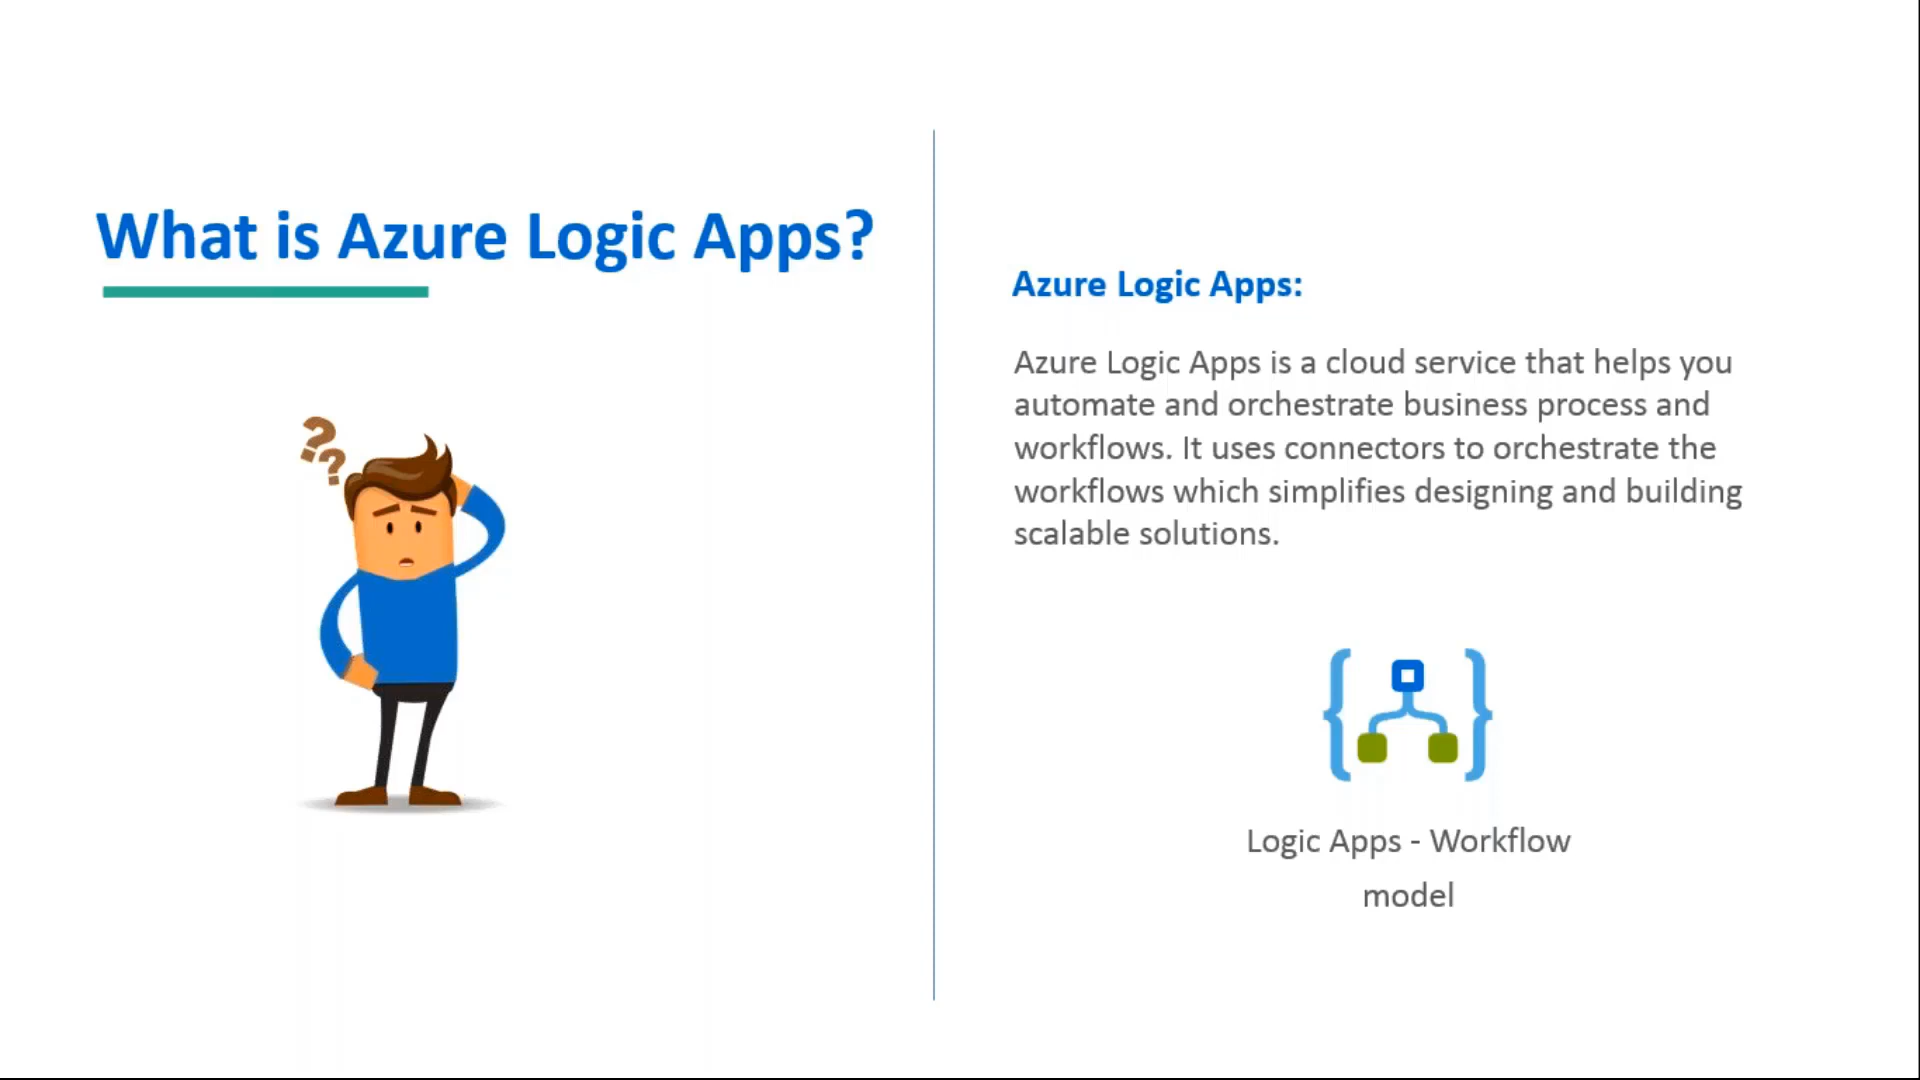 What is Azure Logic Apps?
??
Azure Logic Apps:
Azure Logic Apps is a cloud service that helps you
automate and orchestrate business process and
workflows. It uses connectors to orchestrate the
workflows which simplifies designing and building
scalable solutions.
Logic Apps - Workflow
model